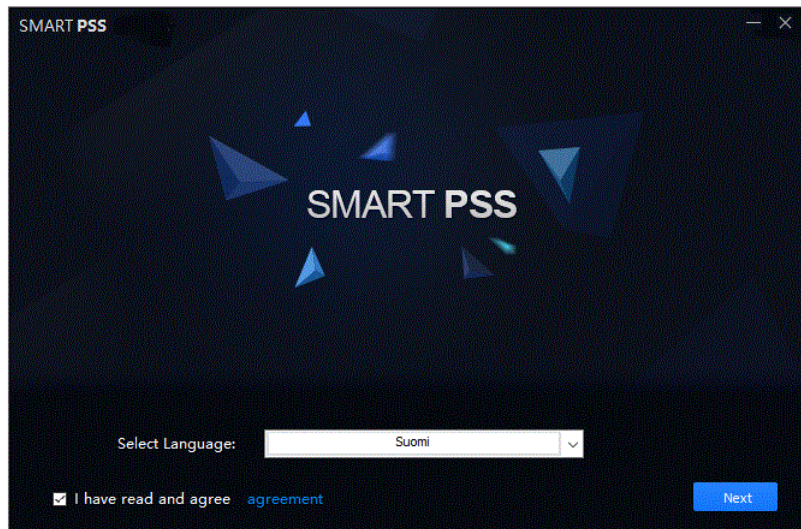 SMART PSS
SMART PSS
Select Language: Suomi
I have read and agree agreement
Next